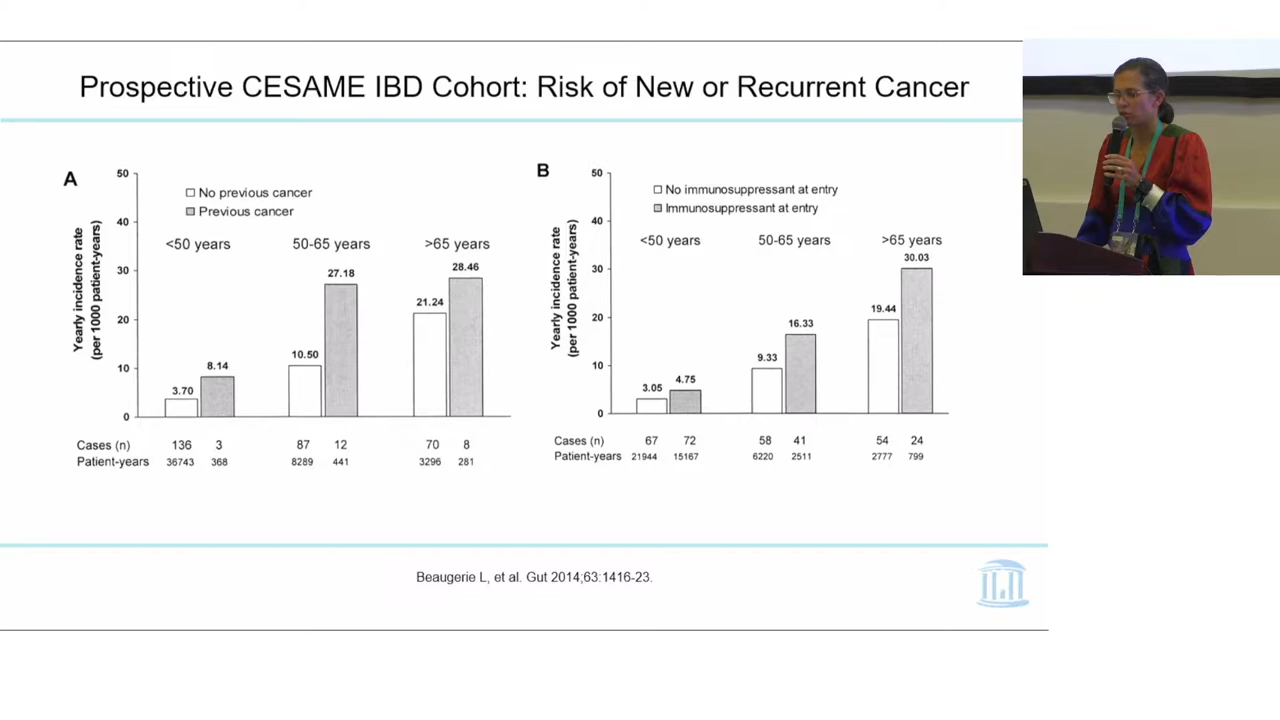 Prospective CESAME IBD Cohort: Risk of New or Recurrent Cancer
A
Yearly incidence rate
(per 1000 patient-years)
50
40
30
20
10
0
No previous cancer
Previous cancer
<50 years 50-65 years >65 years
3.70 8.14 10.50 27.18 21.24 28.46
Cases (n) 136 3 87 12 70 8
Patient-years 36743 368 8289 441 3296 281
B
Yearly incidence rate
(per 1000 patient-years)
50
40
30
20
10
0
No immunosuppressant at entry
Immunosuppressant at entry
<50 years 50-65 years >65 years
3.05 4.75 9.33 16.33 19.44 30.03
Cases (n) 67 72 58 41 54 24
Patient-years 21944 15167 6220 2511 2777 799
Beaugerie L, et al. Gut 2014;63:1416-23.